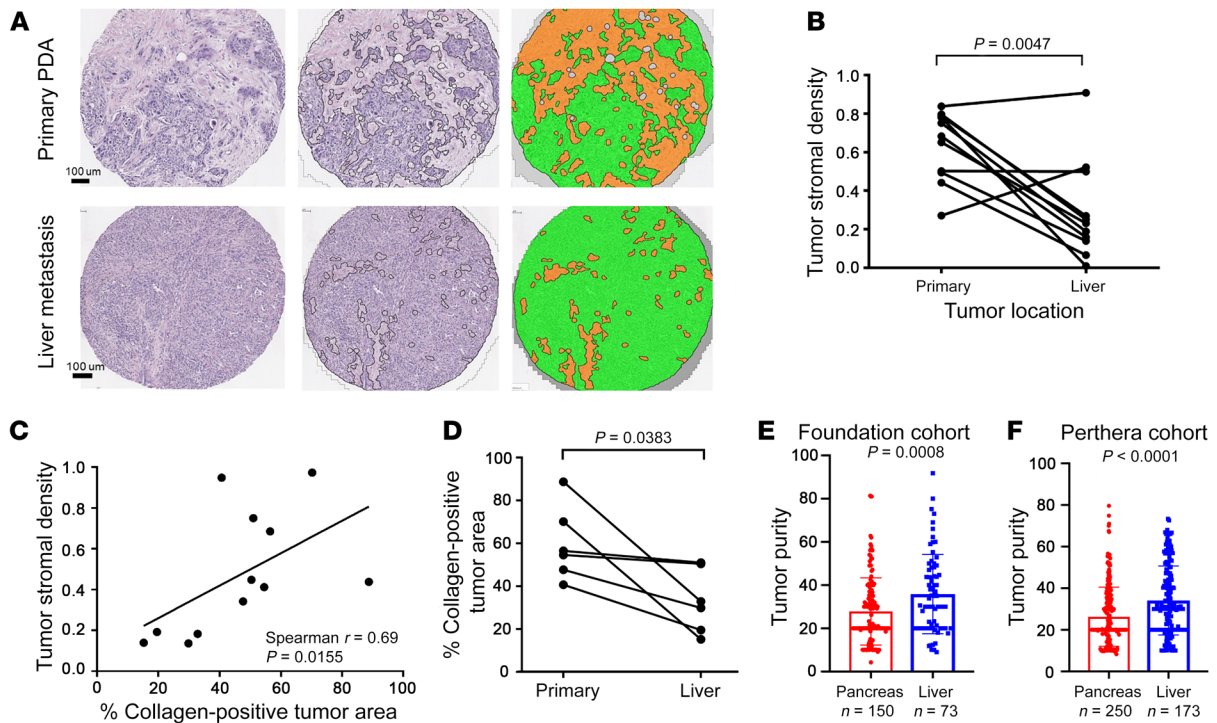 A
Primary PDA
100 um
Liver metastasis
100 um
B
P = 0.0047
Tumor stromal density
1.0
0.8
0.6
0.4
0.2
0.0
Primary
Liver
Tumor location
C
Tumor stromal density
1.0
0.8
0.6
0.4
0.2
0.0
Spearman r = 0.69
P = 0.0155
0
20
40
60
80
100
% Collagen-positive tumor area
D
P = 0.0383
% Collagen-positive
tumor area
100
80
60
40
20
0
Primary
Liver
E
Foundation cohort
P = 0.0008
Tumor purity
100
80
60
40
20
0
Pancreas
n = 150
Liver
n = 73
F
Perthera cohort
P < 0.0001
Tumor purity
100
80
60
40
20
0
Pancreas
n = 250
Liver
n = 173